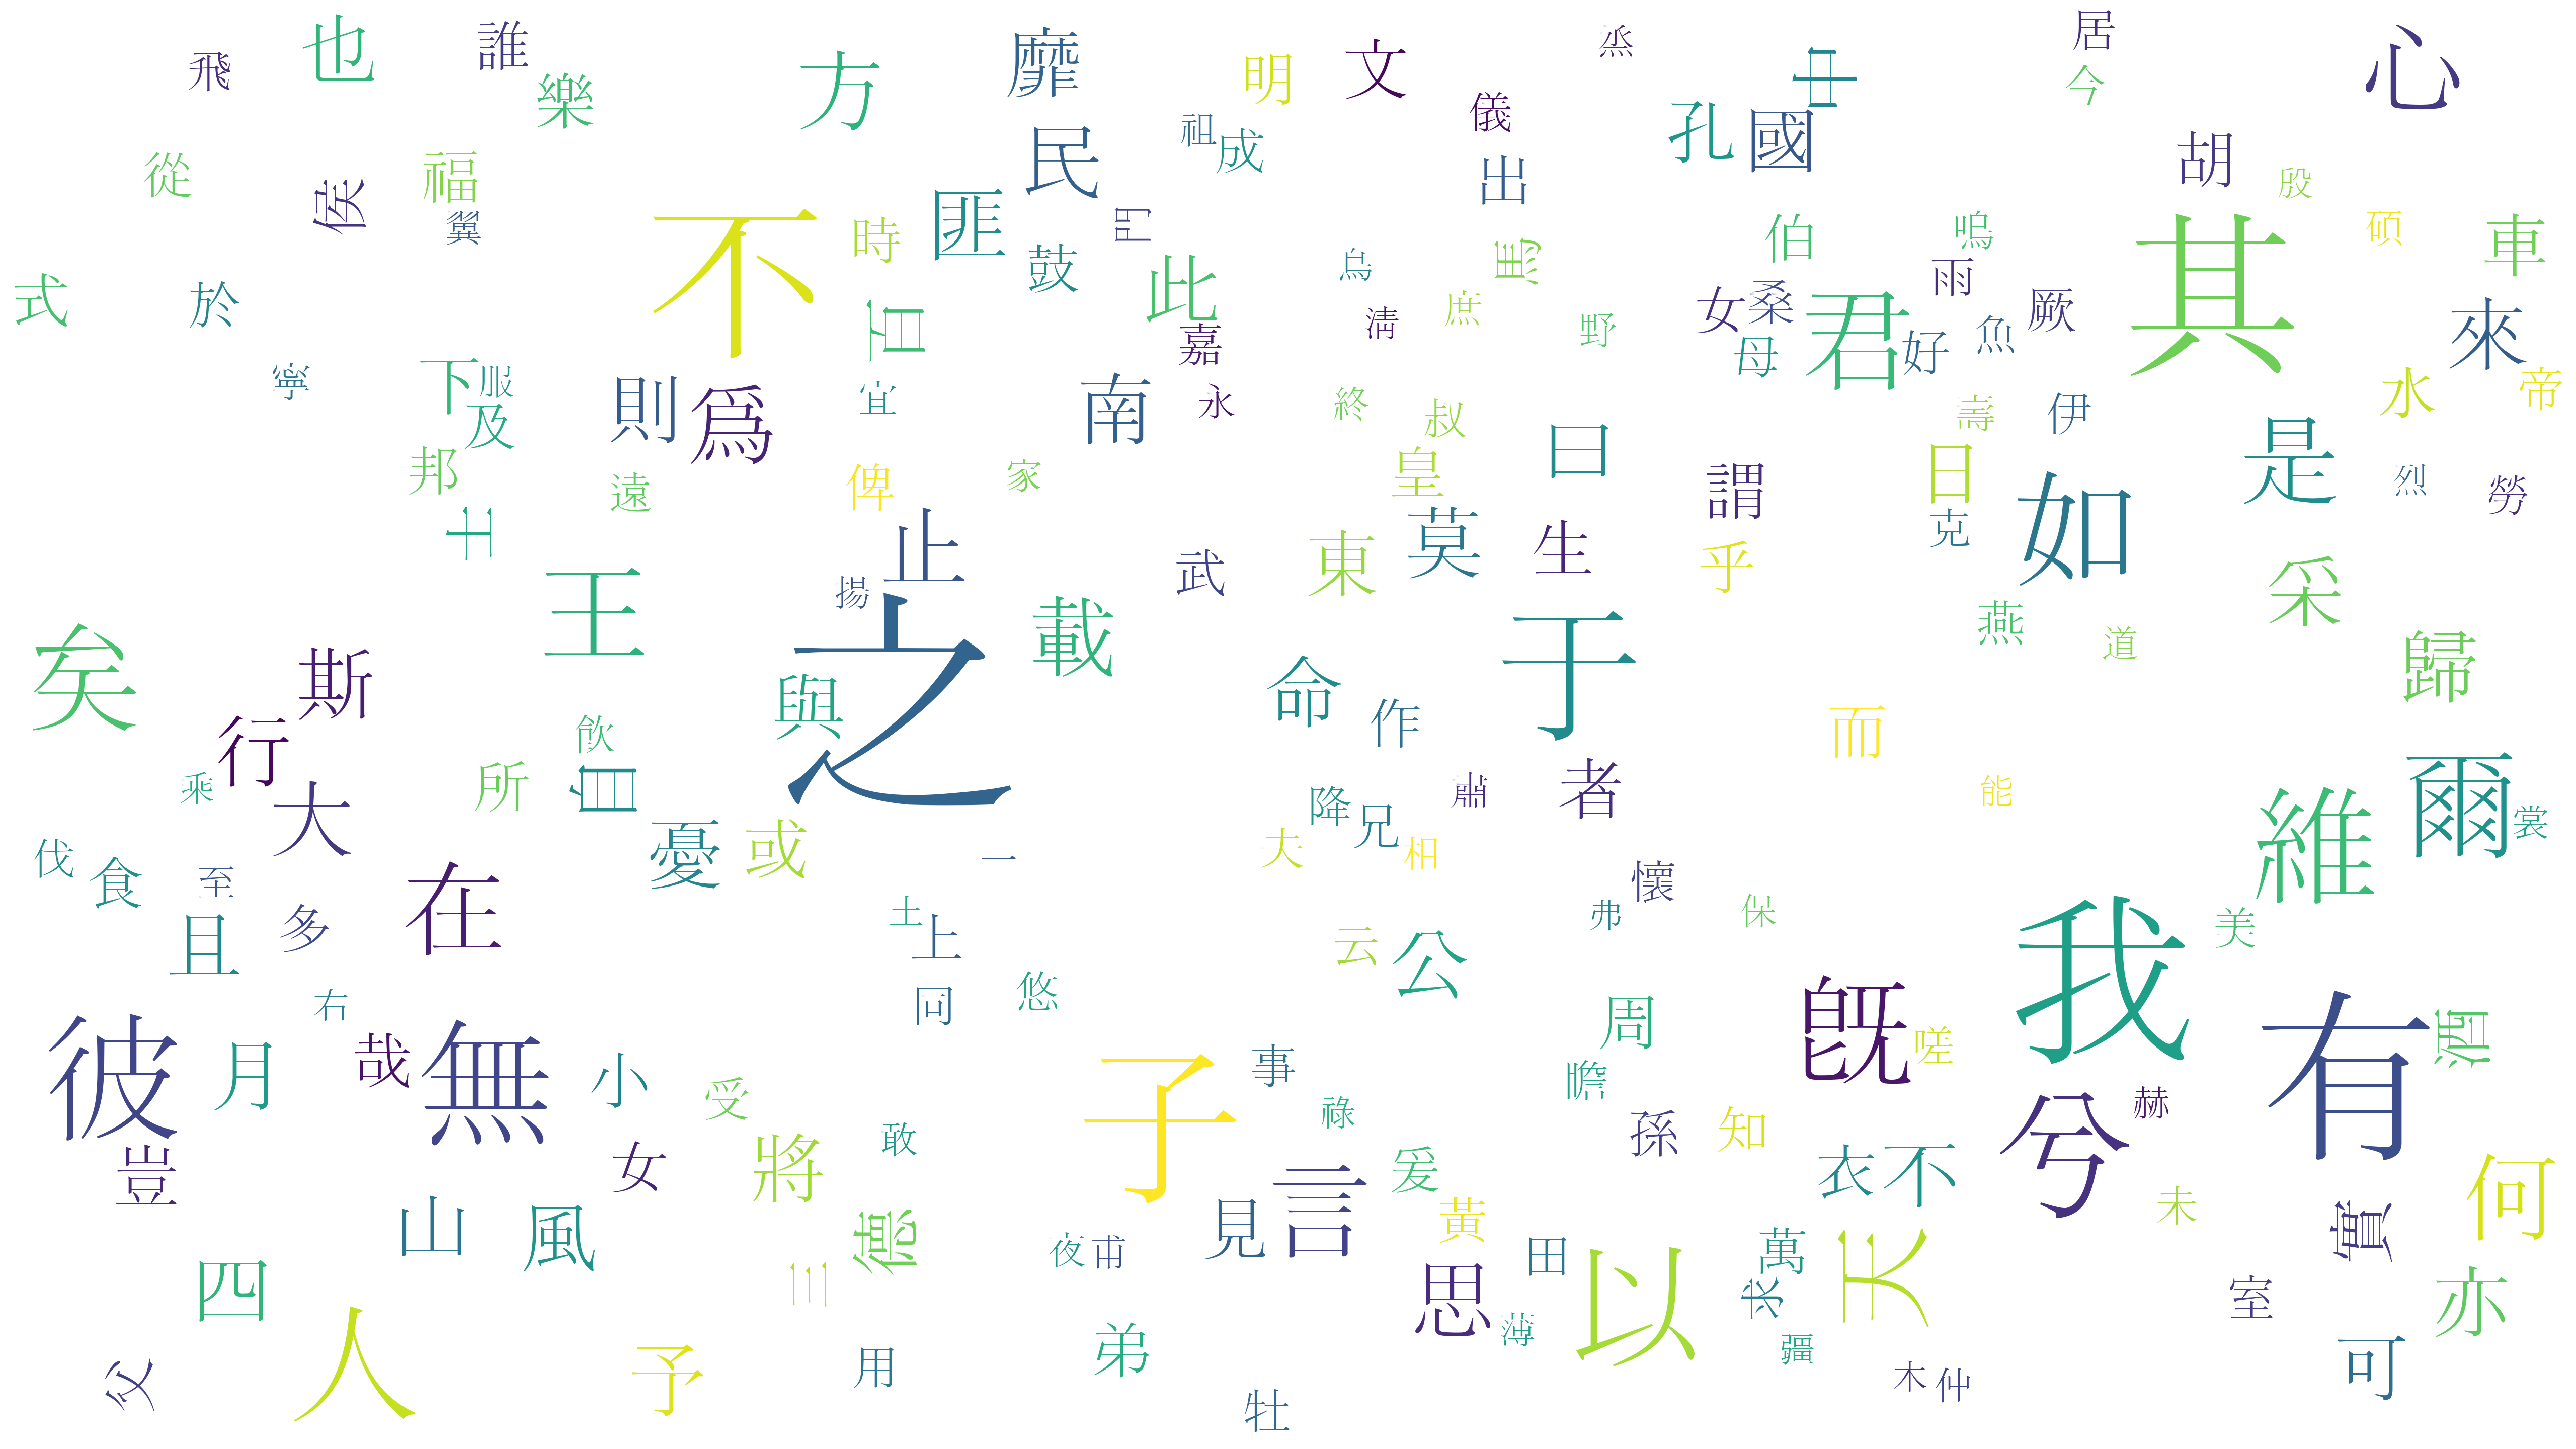 也
誰
飛
樂
方
靡
明
文
烝
中
居
今
心
從
福
侯
翼
民
祖
成
儀
出
孔
國
胡
殷
不
時
匪
鼓
門
此
鳥
馬
伯
鳴
雨
其
碩
車
式
於
百
嘉
淸
庶
野
女
桑
母
君
好
魚
厥
來
寧
下
服
及
則
爲
宜
南
永
終
叔
壽
伊
水
帝
邦
士
遠
俾
家
皇
曰
謂
日
克
如
是
烈
勞
止
武
東
莫
生
乎
采
王
揚
之
載
于
燕
道
矣
斯
與
命
作
歸
行
飲
而
乘
大
所
自
降
兄
肅
者
能
維
爾
裳
伐
食
至
憂
或
一
夫
相
懷
且
多
在
土
上
云
公
弗
保
我
美
右
同
悠
周
旣
嗟
有
酒
彼
月
哉
無
小
受
子
事
祿
瞻
孫
知
兮
赫
豈
女
將
敢
言
爰
衣
不
未
何
山
風
德
見
黃
實
四
三
夜
甫
思
田
以
萬
求
天
室
亦
人
父
予
用
弟
薄
疆
可
牡
木
仲